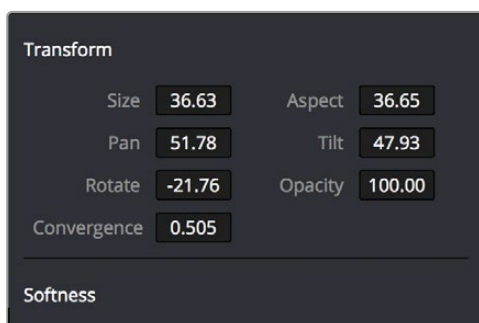 Transform
Size 36.63 Aspect 36.65
Pan 51.78 Tilt 47.93
Rotate -21.76 Opacity 100.00
Convergence 0.505
Softness